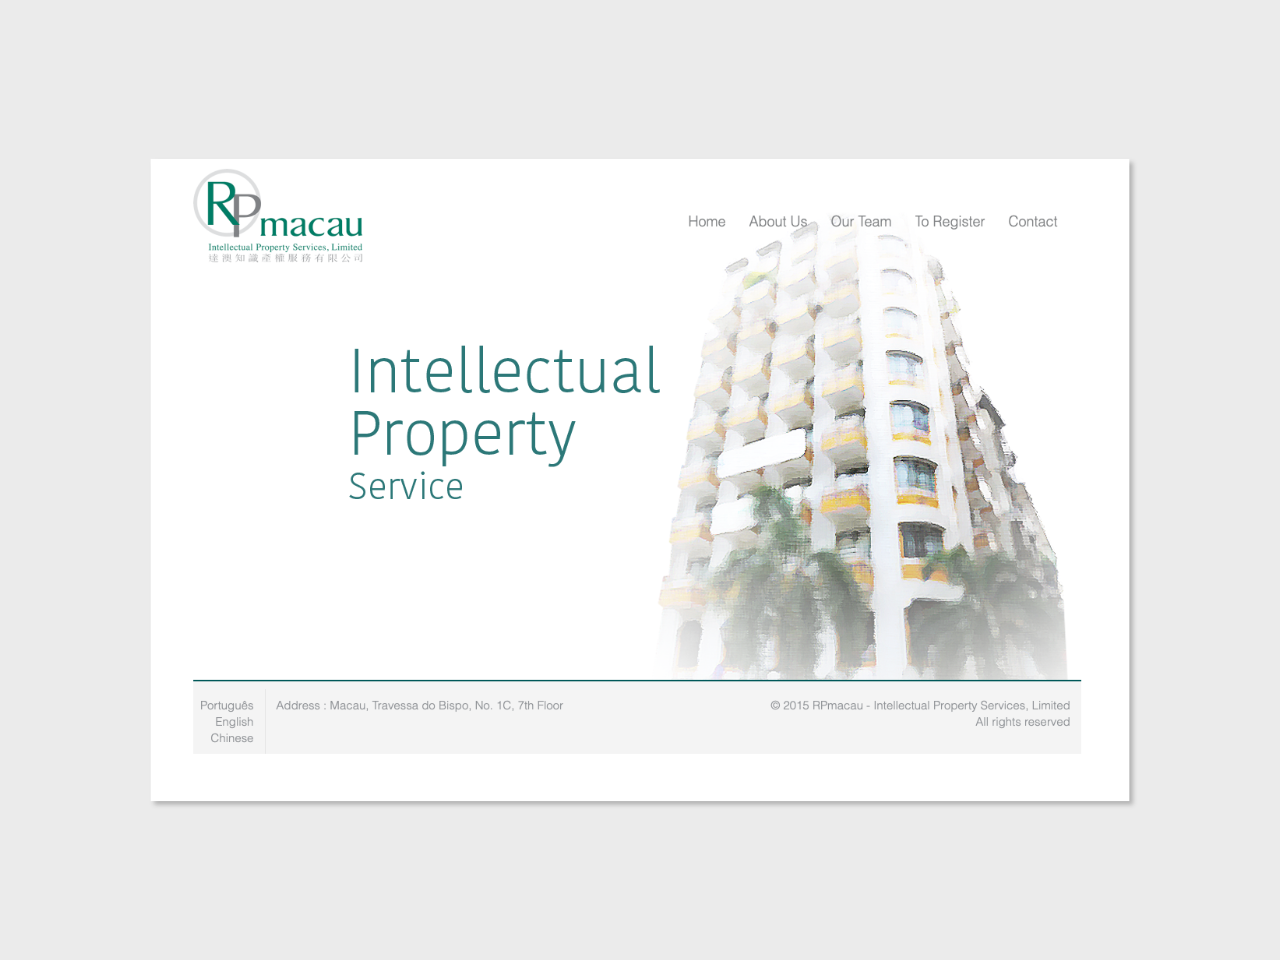 RPmacau
Intellectual Property Services, Limited
達澳知識產權服務有限公司
Home About Us Our Team To Register Contact
Intellectual
Property
Service
Português
English
Chinese
Address : Macau, Travessa do Bispo, No. 1C, 7th Floor
© 2015 RPmacau - Intellectual Property Services, Limited
All rights reserved